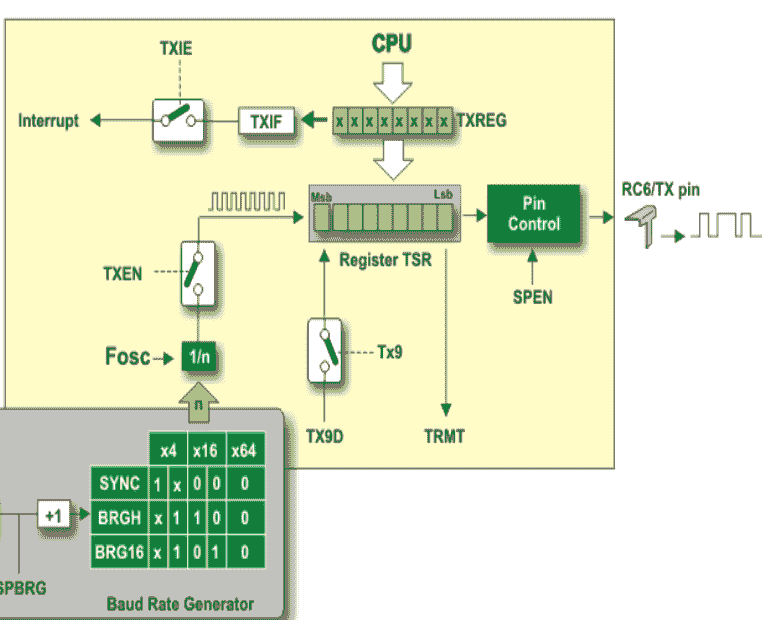 TXIE
CPU
Interrupt
TXIF
x x x x x x x x
TXREG
Msb
Lsb
Register TSR
Pin
Control
RC6/TX pin
SPEN
TXEN
Fosc
1/n
n
Tx9
TX9D
TRMT
x4 x16 x64
SYNC 1 x 0 0 0
BRGH x 1 1 0 0
BRG16 x 1 0 1 0
+1
SPBRG
Baud Rate Generator